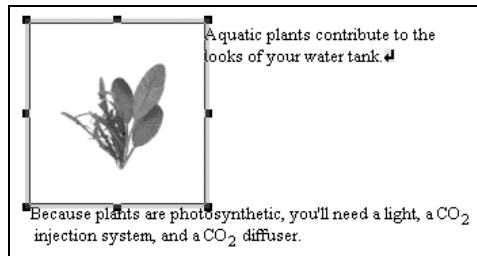 Aquatic plants contribute to the
looks of your water tank.↵
Because plants are photosynthetic, you'll need a light, a CO₂
injection system, and a CO₂ diffuser.